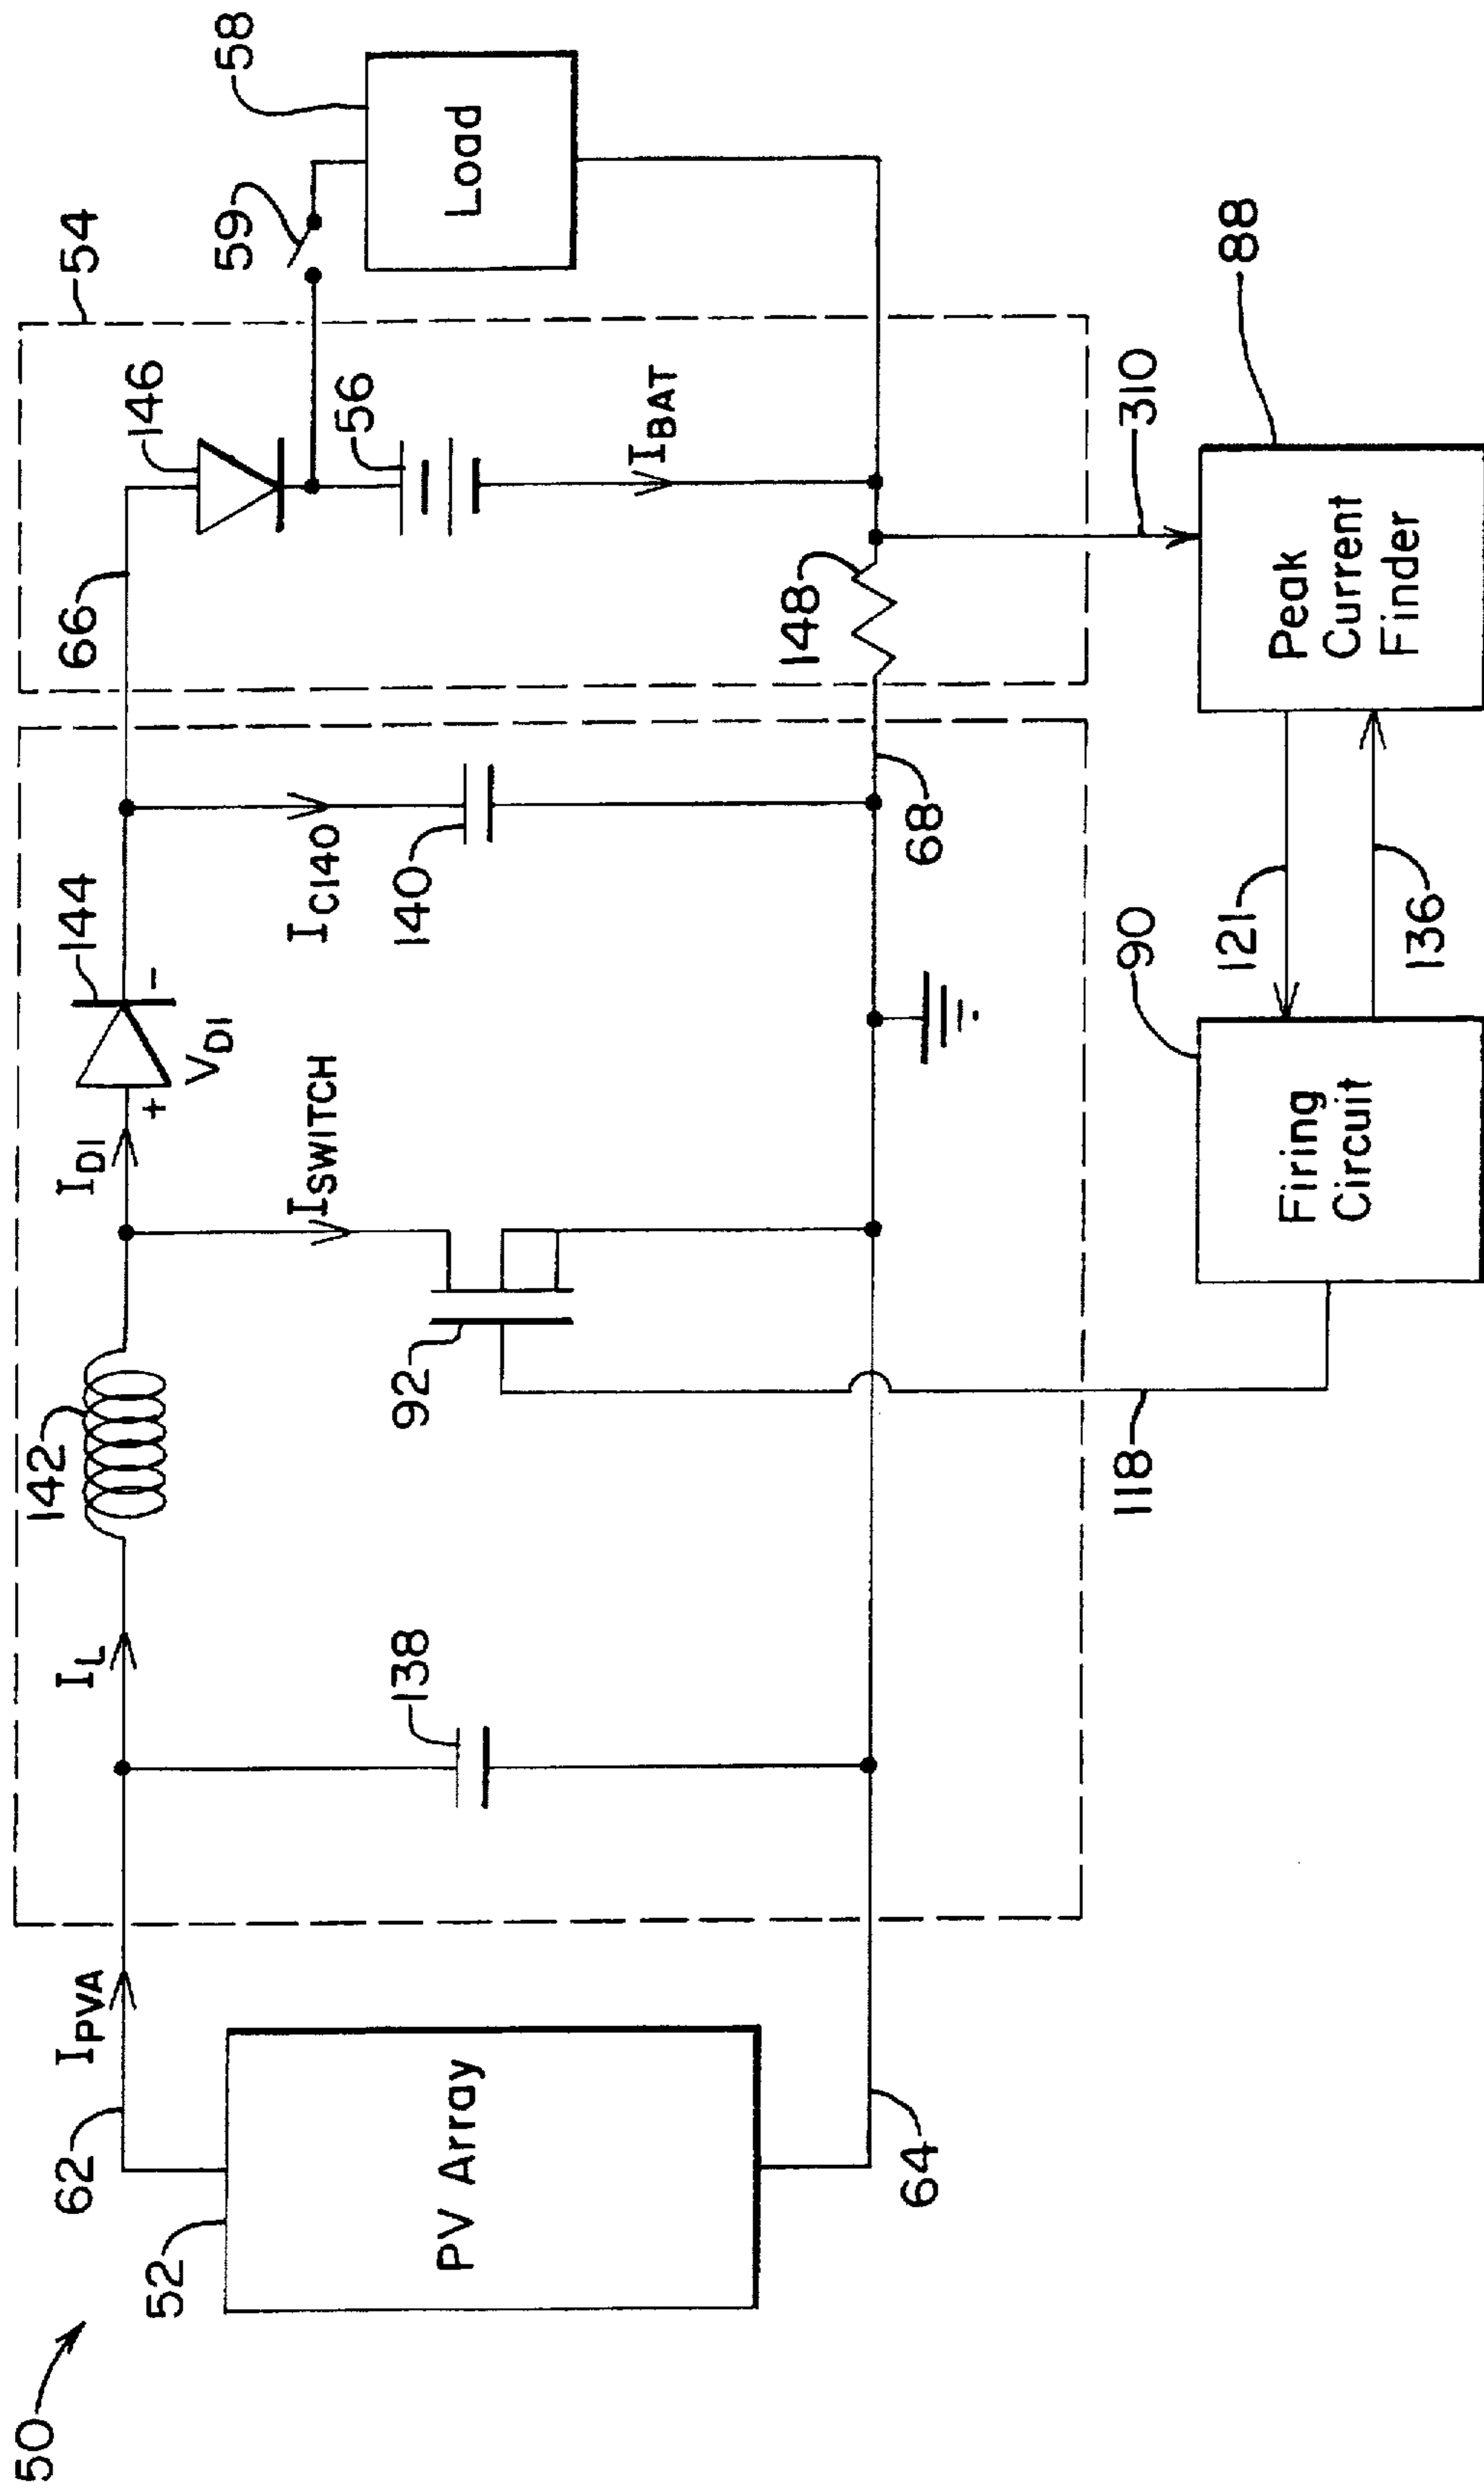 50
52
PV Array
62
I_PVA
64
I_L
138
142
92
118
I_SWITCH
I_D1
+
V_D1
-
144
I_C140
140
68
66
146
54
56
I_BAT
148
59
58
Load
310
88
Peak
Current
Finder
121
136
90
Firing
Circuit